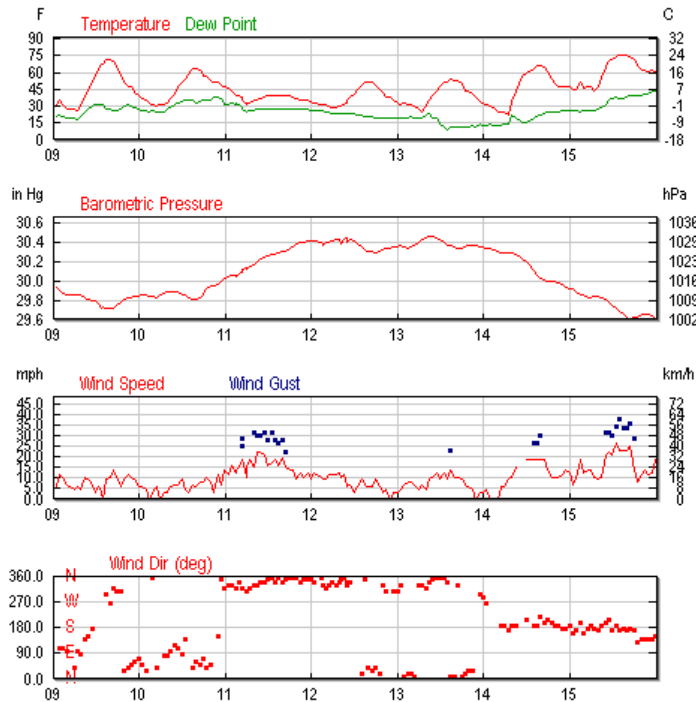 F Temperature Dew Point C
90 32
75 24
60 16
45 7
30 -1
15 -9
0 -18
09 10 11 12 13 14 15
in Hg Barometric Pressure hPa
30.6 1036
30.4 1029
30.2 1023
30.0 1016
29.8 1009
29.6 1002
09 10 11 12 13 14 15
mph Wind Speed Wind Gust km/h
45.0 72
40.0 64
35.0 56
30.0 48
25.0 40
20.0 32
15.0 24
10.0 16
5.0 8
0.0 0
09 10 11 12 13 14 15
Wind Dir (deg)
360.0 N
270.0 W
180.0 S
90.0 E
0.0 N
09 10 11 12 13 14 15